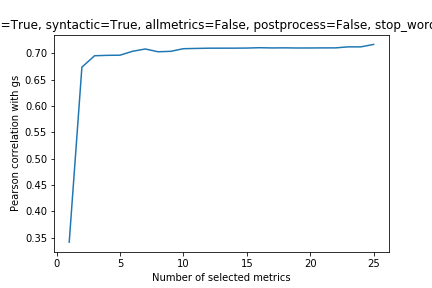 =True, syntactic=True, allmetrics=False, postprocess=False, stop_word
Pearson correlation with gs
0.70
0.65
0.60
0.55
0.50
0.45
0.40
0.35
0 5 10 15 20 25
Number of selected metrics